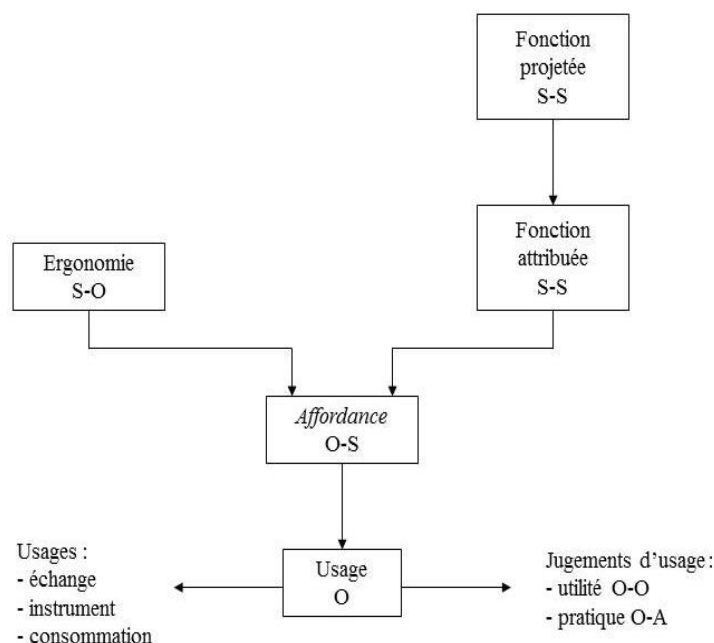 Fonction
projetée
S-S
Fonction
attribuée
S-S
Ergonomie
S-O
Affordance
O-S
Usage
O
Usages :
- échange
- instrument
- consommation
Jugements d’usage :
- utilité O-O
- pratique O-A